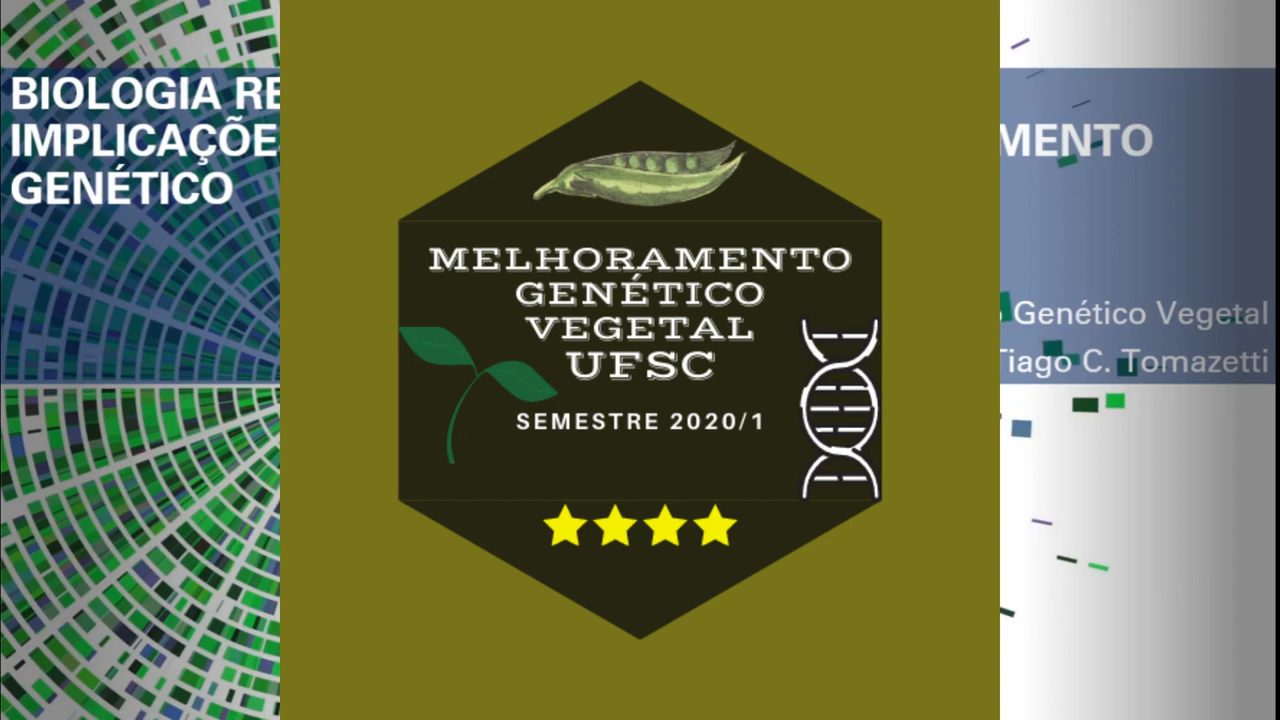 BIOLOGIA RE
IMPLICAÇÕE
GENÉTICO
MELHORAMENTO
GENÉTICO
VEGETAL
UFSC
SEMESTRE 2020/1
MENTO
Genético Vegetal
Tiago C. Tomazetti